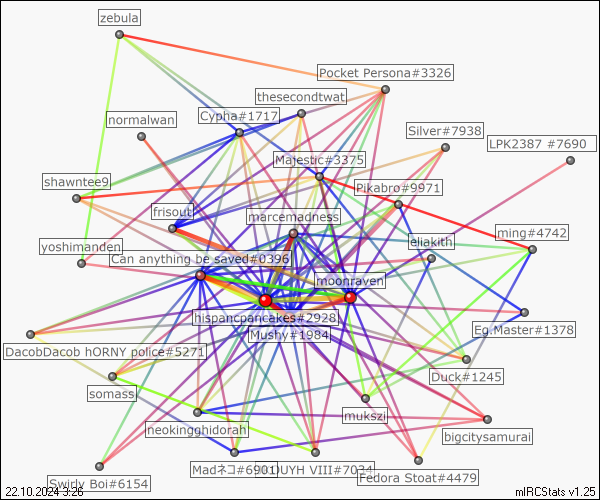 zebula
Pocket Persona#3326
thesecondtwat
normalwan
Cypha#1717
Silver#7938
LPK2387 #7690
Majestic#3375
shawntee9
Pikabro#9971
frisout
marcemadness
ming#4742
yoshimanden
eliakith
Can anything be saved#0396
moonraven
hispancpancakes#2928
Eg.Master#1378
Mushy#1984
DacobDacob hORNY police#5271
Duck#1245
somass
mukszi
neokingghidorah
bigcitysamurai
Madネコ#6901
VIII#7034
Fedora Stoat#4479
Swirly Boi#6154
22.10.2024 3:26
mIRCStats v1.25